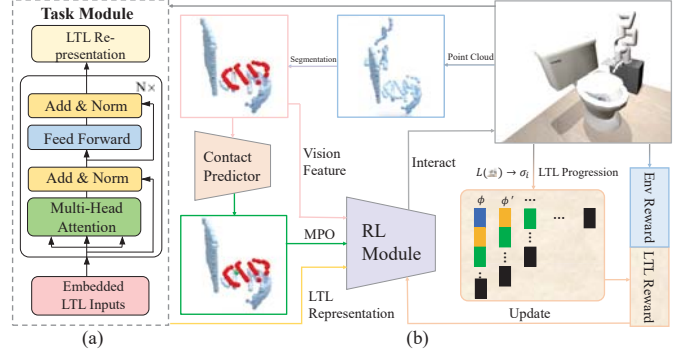 Task Module
LTL Re-
presentation
N×
Add & Norm
Feed Forward
Add & Norm
Multi-Head
Attention
Embedded
LTL Inputs
(a)
Segmentation
Point Cloud
Contact
Predictor
Vision
Feature
Interact
MPO
RL
Module
LTL
Representation
→ σᵢ
LTL Progression
ϕ ϕ' ...
...
Update
Env Reward
LTL Reward
(b)